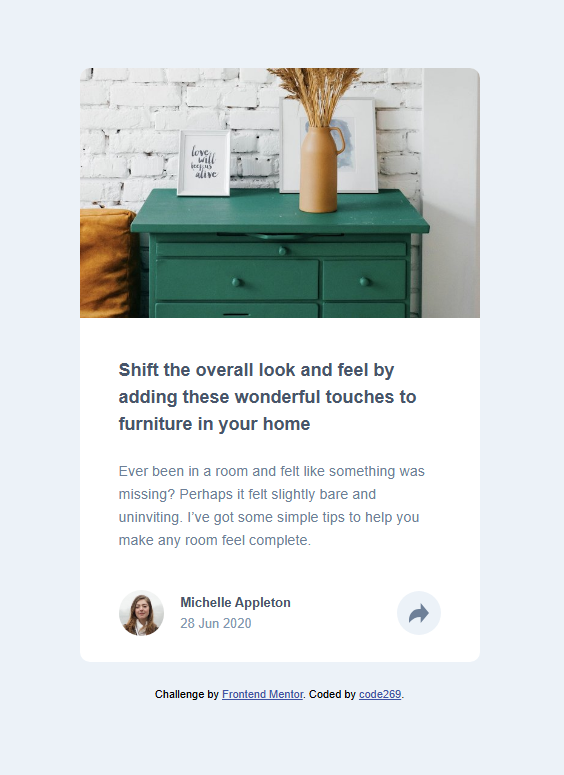 love
will
keep us
alive
Shift the overall look and feel by
adding these wonderful touches to
furniture in your home
Ever been in a room and felt like something was
missing? Perhaps it felt slightly bare and
uninviting. I’ve got some simple tips to help you
make any room feel complete.
Michelle Appleton
28 Jun 2020
Challenge by Frontend Mentor. Coded by code269.